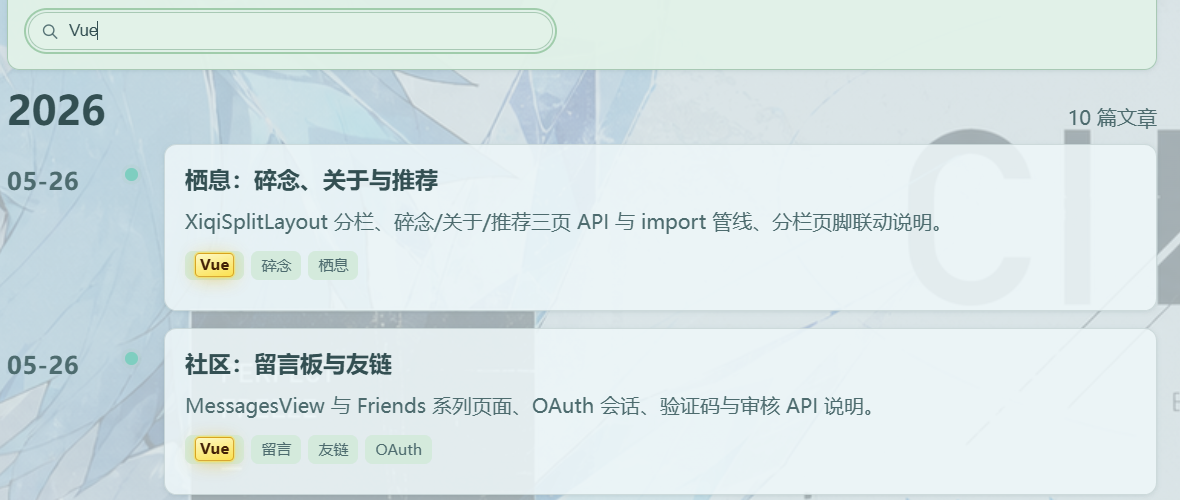 Vue
2026
10 篇文章
05-26
栖息：碎念、关于与推荐
XiqiSplitLayout 分栏、碎念/关于/推荐三页 API 与 import 管线、分栏页脚联动说明。
Vue 碎念 栖息
05-26
社区：留言板与友链
MessagesView 与 Friends 系列页面、OAuth 会话、验证码与审核 API 说明。
Vue 留言 友链 OAuth